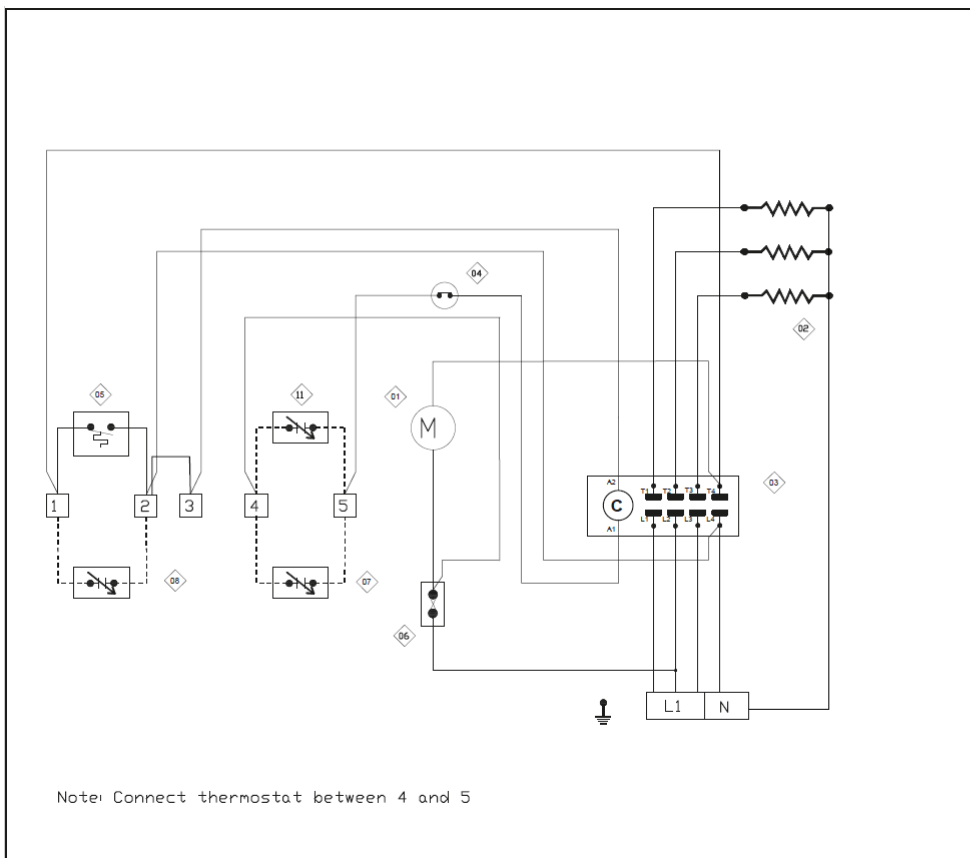 04
02
05
11
01
M
03
A2
T1 T2 T3 T4
C
1 2 3 4 5
A1
L1 L2 L3 L4
08
07
06
L1 N
Note: Connect thermostat between 4 and 5